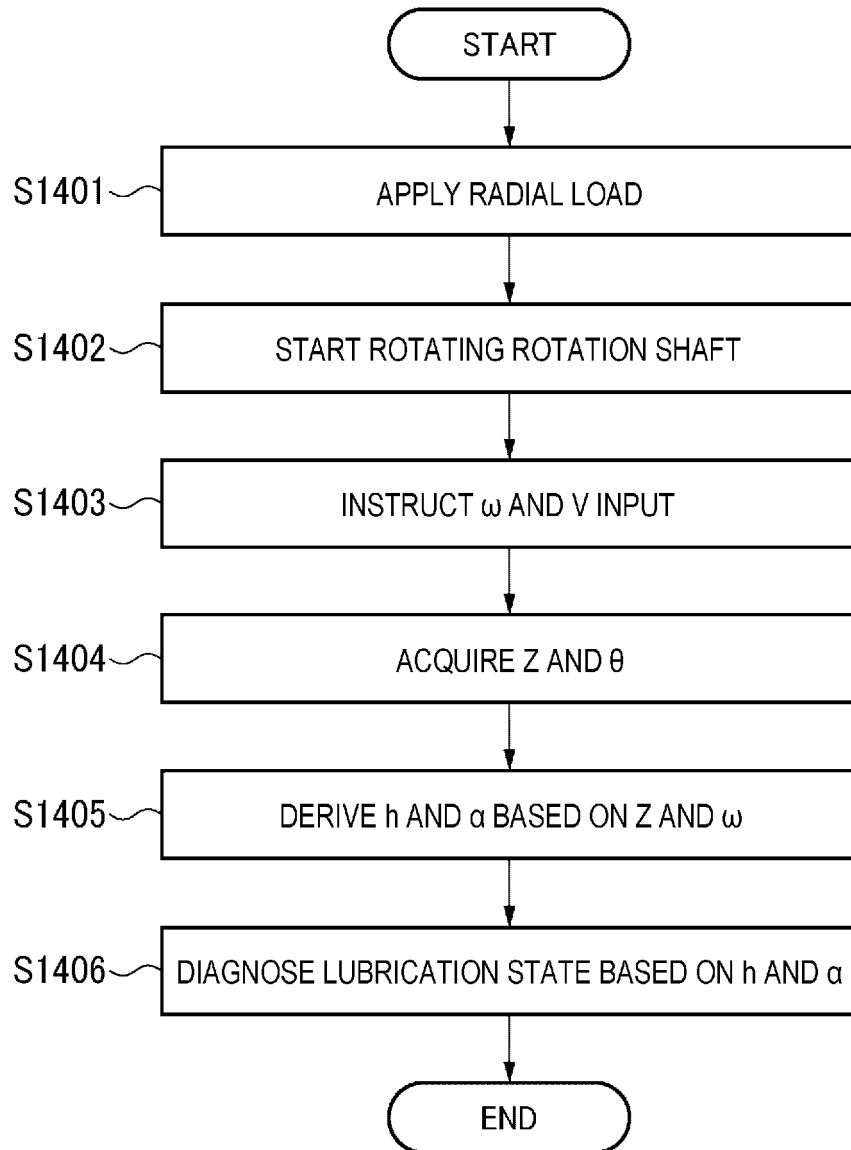 START
S1401
APPLY RADIAL LOAD
S1402
START ROTATING ROTATION SHAFT
S1403
INSTRUCT ω AND V INPUT
S1404
ACQUIRE Z AND θ
S1405
DERIVE h AND α BASED ON Z AND ω
S1406
DIAGNOSE LUBRICATION STATE BASED ON h AND α
END